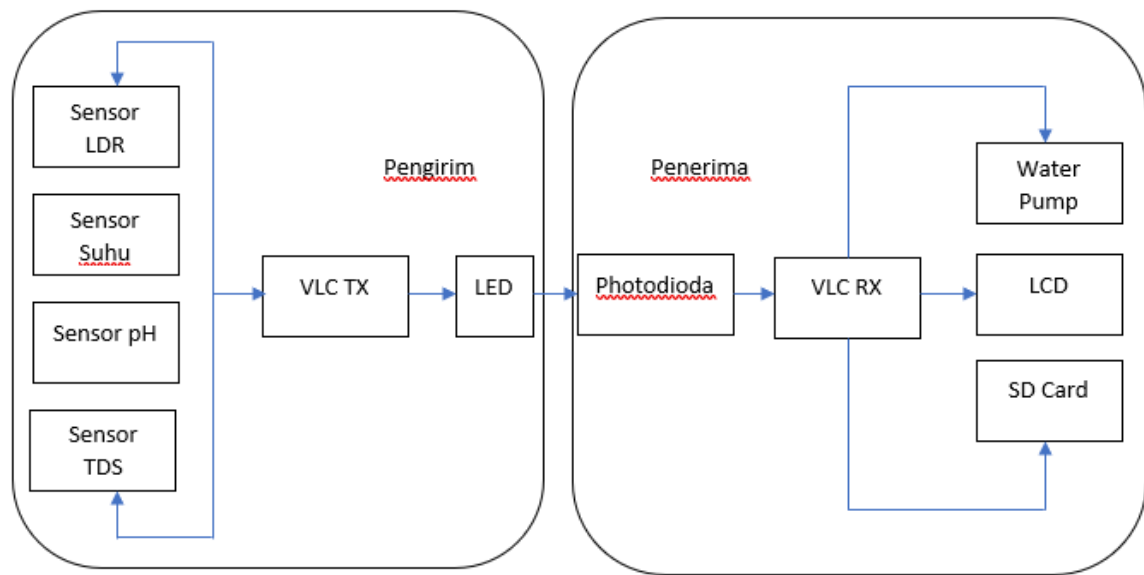 Sensor
LDR
Sensor
Suhu
Sensor pH
Sensor
TDS
Pengirim
VLC TX
LED
Penerima
Photodioda
VLC RX
Water
Pump
LCD
SD Card